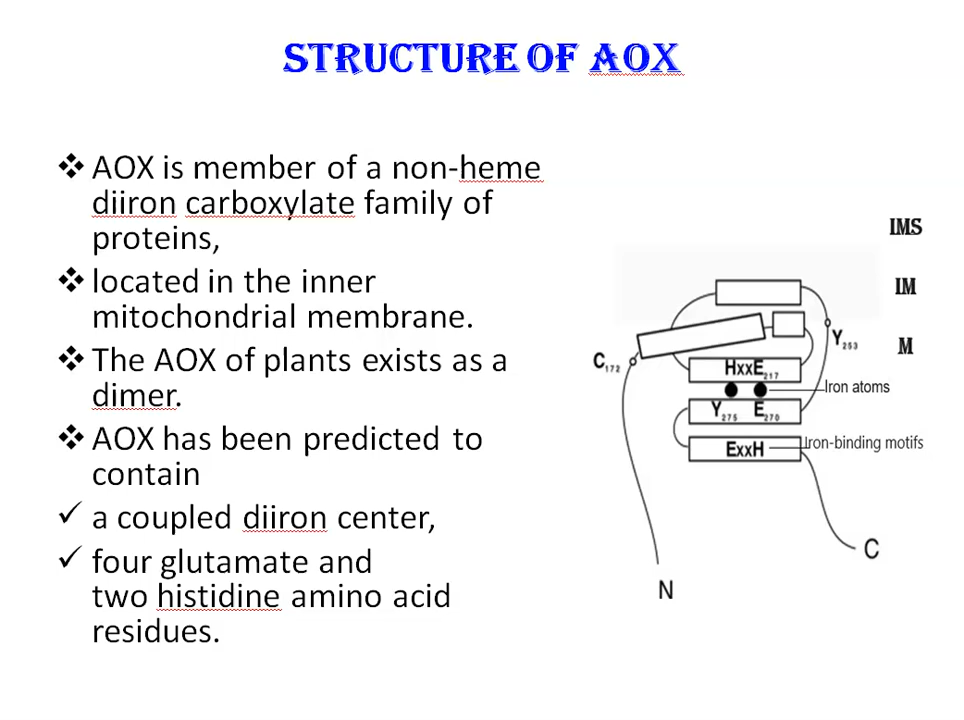 STRUCTURE OF AOX
❖ AOX is member of a non-heme
diiron carboxylate family of
proteins,
❖ located in the inner
mitochondrial membrane.
❖ The AOX of plants exists as a
dimer.
❖ AOX has been predicted to
contain
✓ a coupled diiron center,
✓ four glutamate and
two histidine amino acid
residues.
IMS
IM
M
Y253
C172
HxxE217
Iron atoms
Y275 E270
ExxH
Iron-binding motifs
C
N